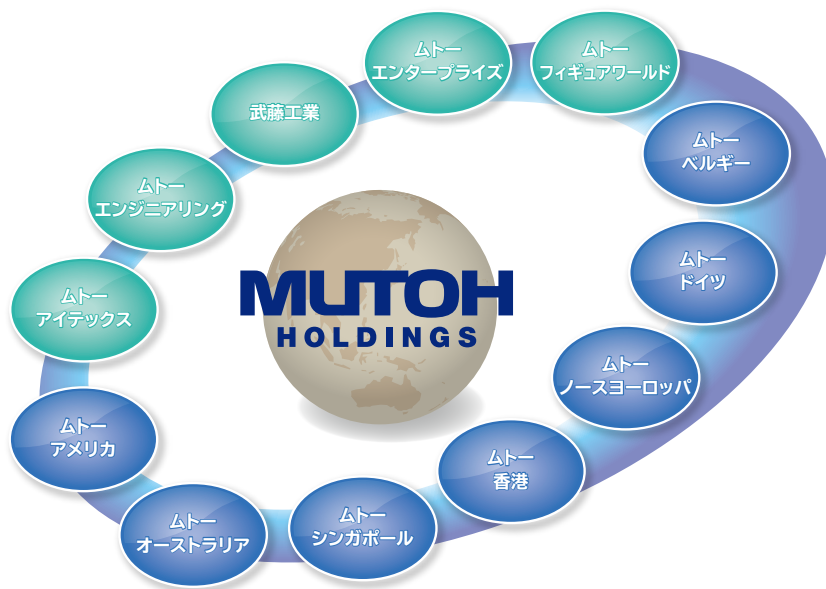 ムトー
エンタープライズ
ムトー
フィギュアワールド
武藤工業
ムトー
ベルギー
ムトー
エンジニアリング
ムトー
ドイツ
ムトー
アイテックス
MUTOH
HOLDINGS
ムトー
ノースヨーロッパ
ムトー
アメリカ
ムトー
香港
ムトー
オーストラリア
ムトー
シンガポール